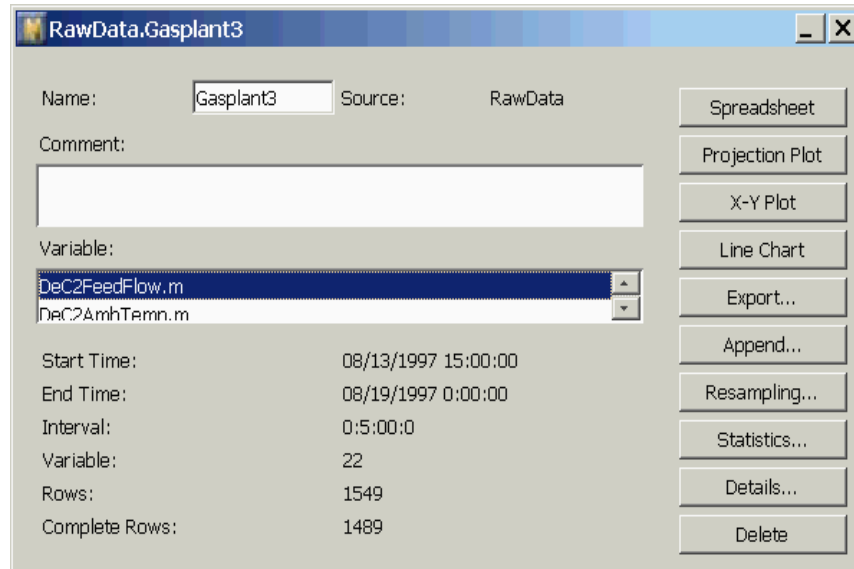 RawData.Gasplant3
Name: Gasplant3 Source: RawData
Comment:
Variable:
DeC2FeedFlow.m
DeC2AmbTemp.m
Start Time: 08/13/1997 15:00:00
End Time: 08/19/1997 0:00:00
Interval: 0:5:00:0
Variable: 22
Rows: 1549
Complete Rows: 1489
Spreadsheet
Projection Plot
X-Y Plot
Line Chart
Export...
Append...
Resampling...
Statistics...
Details...
Delete